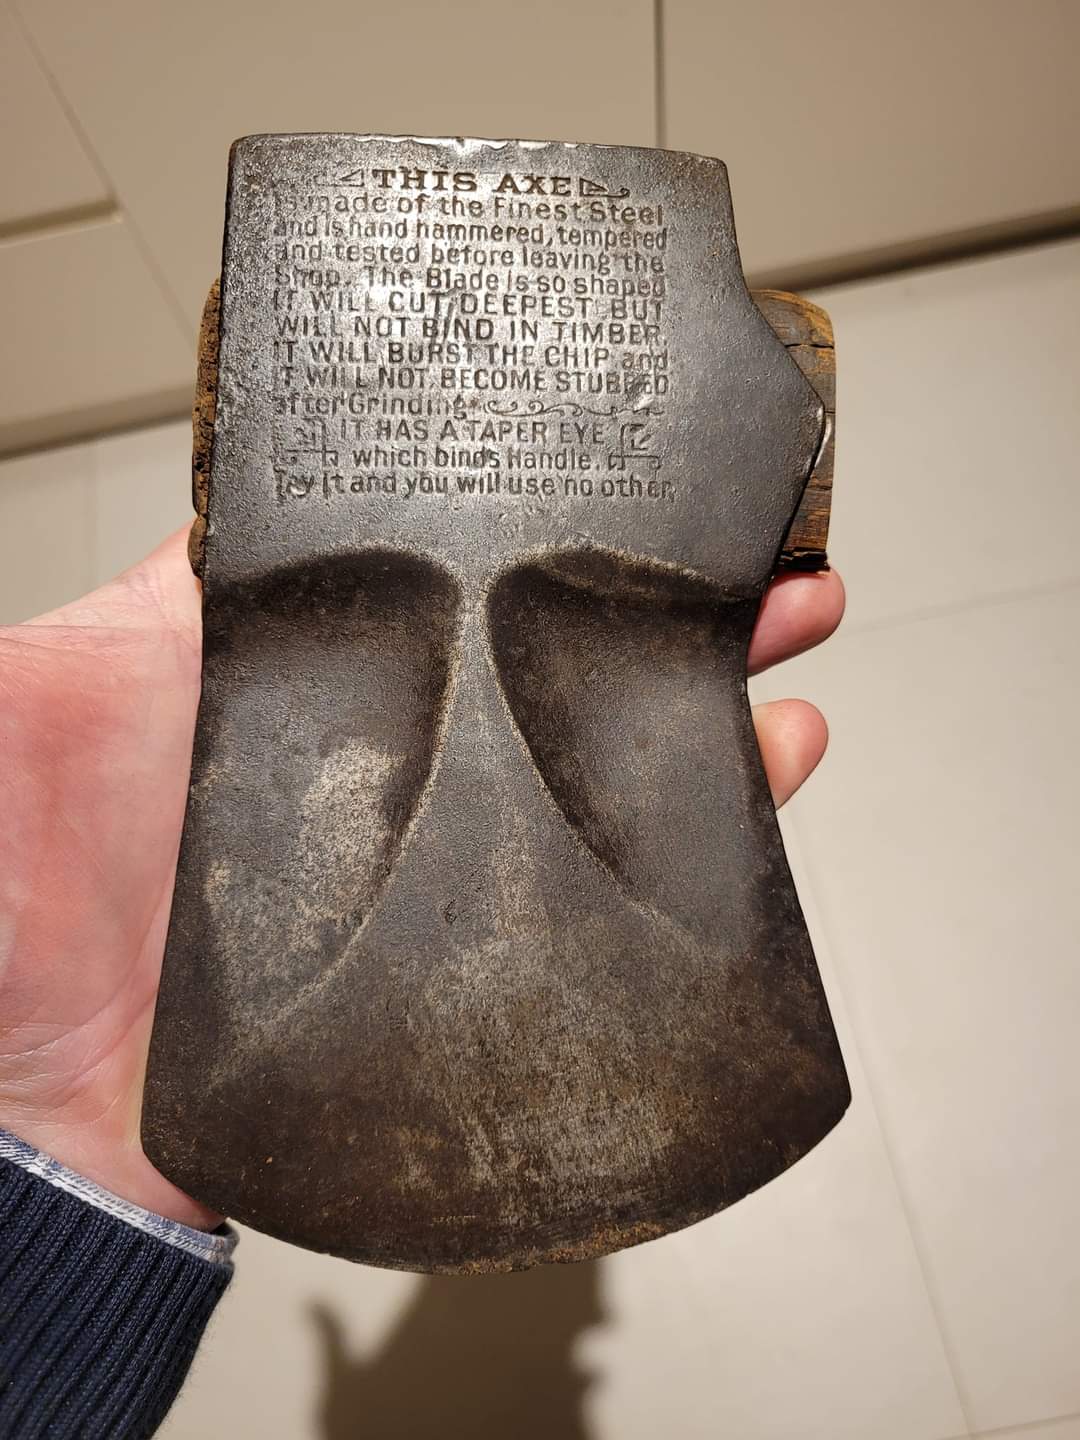 THIS AXE
is made of the Finest Steel
and is hand hammered, tempered
and tested before leaving the
Shop. The Blade is so shaped
IT WILL CUT DEEPEST BUT
WILL NOT BIND IN TIMBER.
IT WILL BURST THE CHIP and
IT WILL NOT BECOME STUBBED
after Grinding
IT HAS A TAPER EYE
which binds Handle.
Try it and you will use no other.